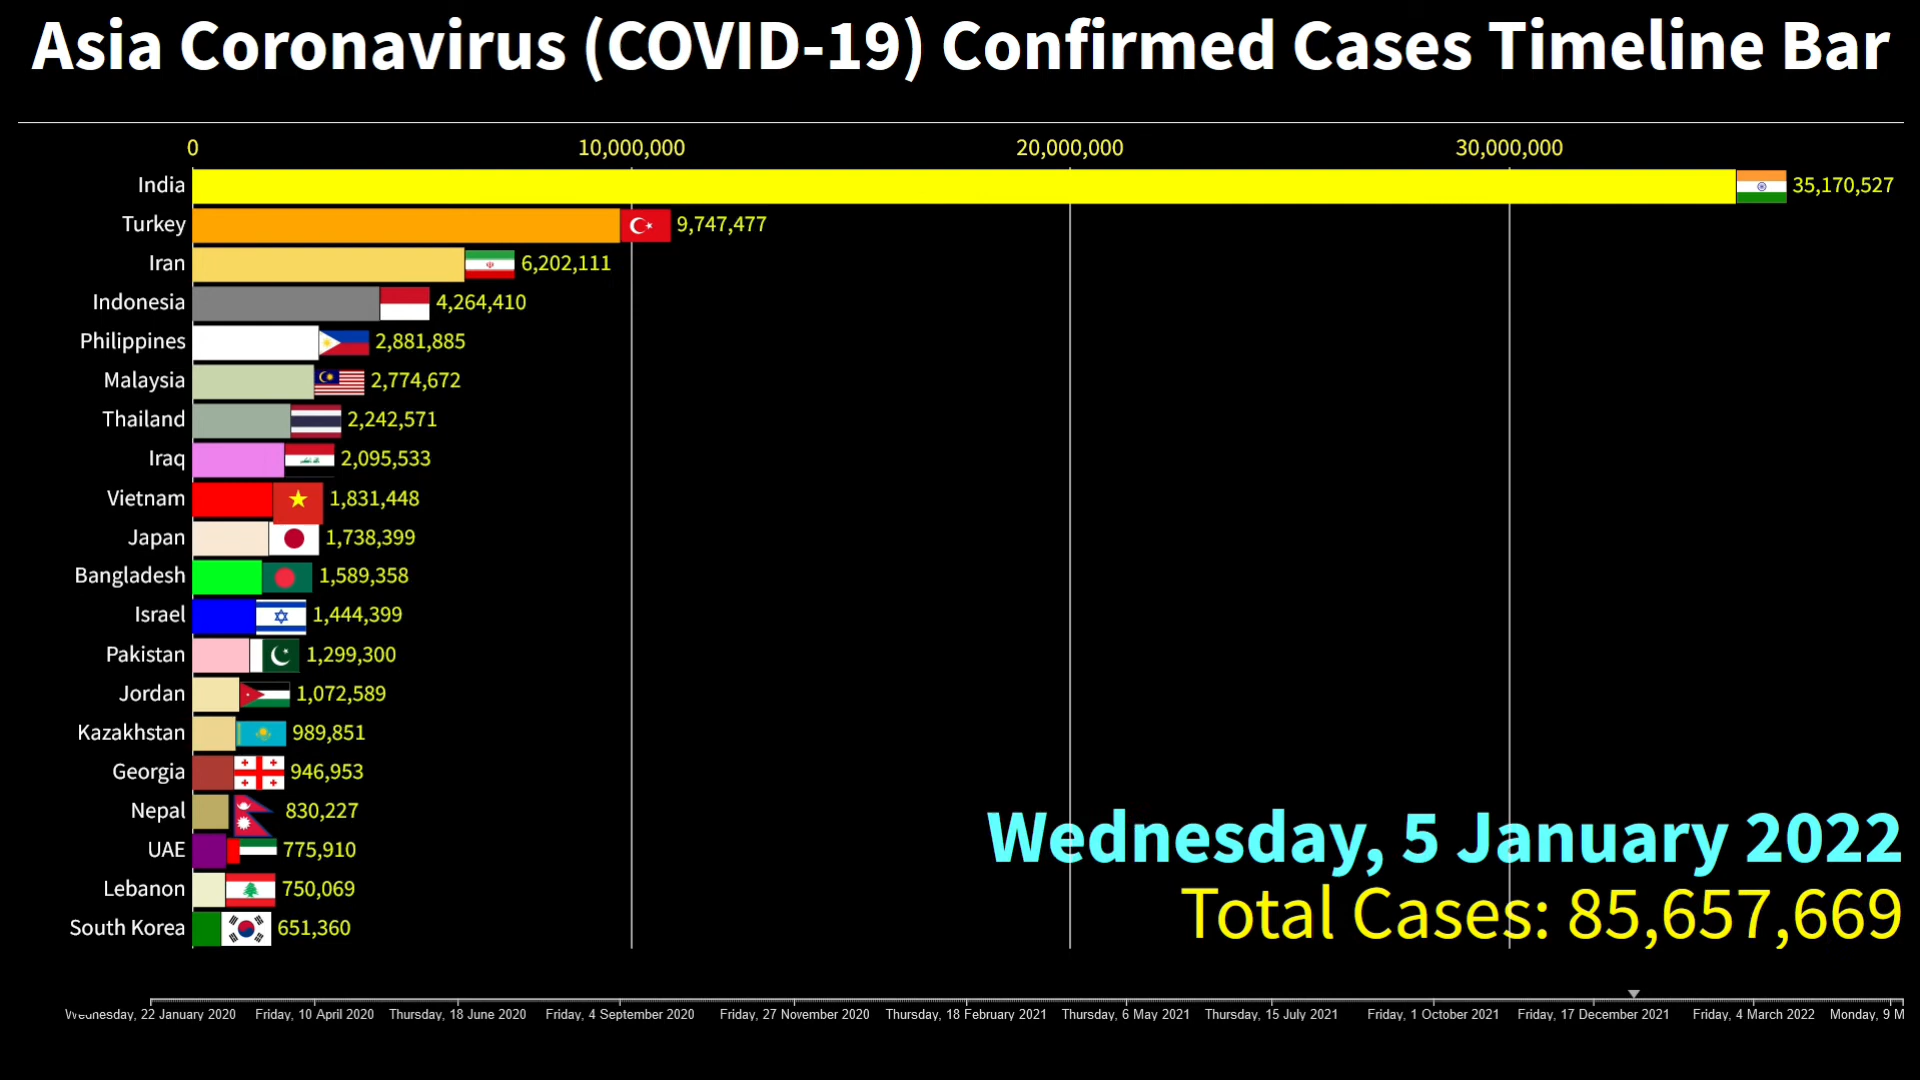 Asia Coronavirus (COVID-19) Confirmed Cases Timeline Bar
0 10,000,000 20,000,000 30,000,000
India 35,170,527
Turkey 9,747,477
Iran 6,202,111
Indonesia 4,264,410
Philippines 2,881,885
Malaysia 2,774,672
Thailand 2,242,571
Iraq 2,095,533
Vietnam 1,831,448
Japan 1,738,399
Bangladesh 1,589,358
Israel 1,444,399
Pakistan 1,299,300
Jordan 1,072,589
Kazakhstan 989,851
Georgia 946,953
Nepal 830,227
UAE 775,910
Lebanon 750,069
South Korea 651,360
Wednesday, 5 January 2022
Total Cases: 85,657,669
Wednesday, 22 January 2020 Friday, 10 April 2020 Thursday, 18 June 2020 Friday, 4 September 2020 Friday, 27 November 2020 Thursday, 18 February 2021 Thursday, 6 May 2021 Thursday, 15 July 2021 Friday, 1 October 2021 Friday, 17 December 2021 Friday, 4 March 2022 Monday, 9 M